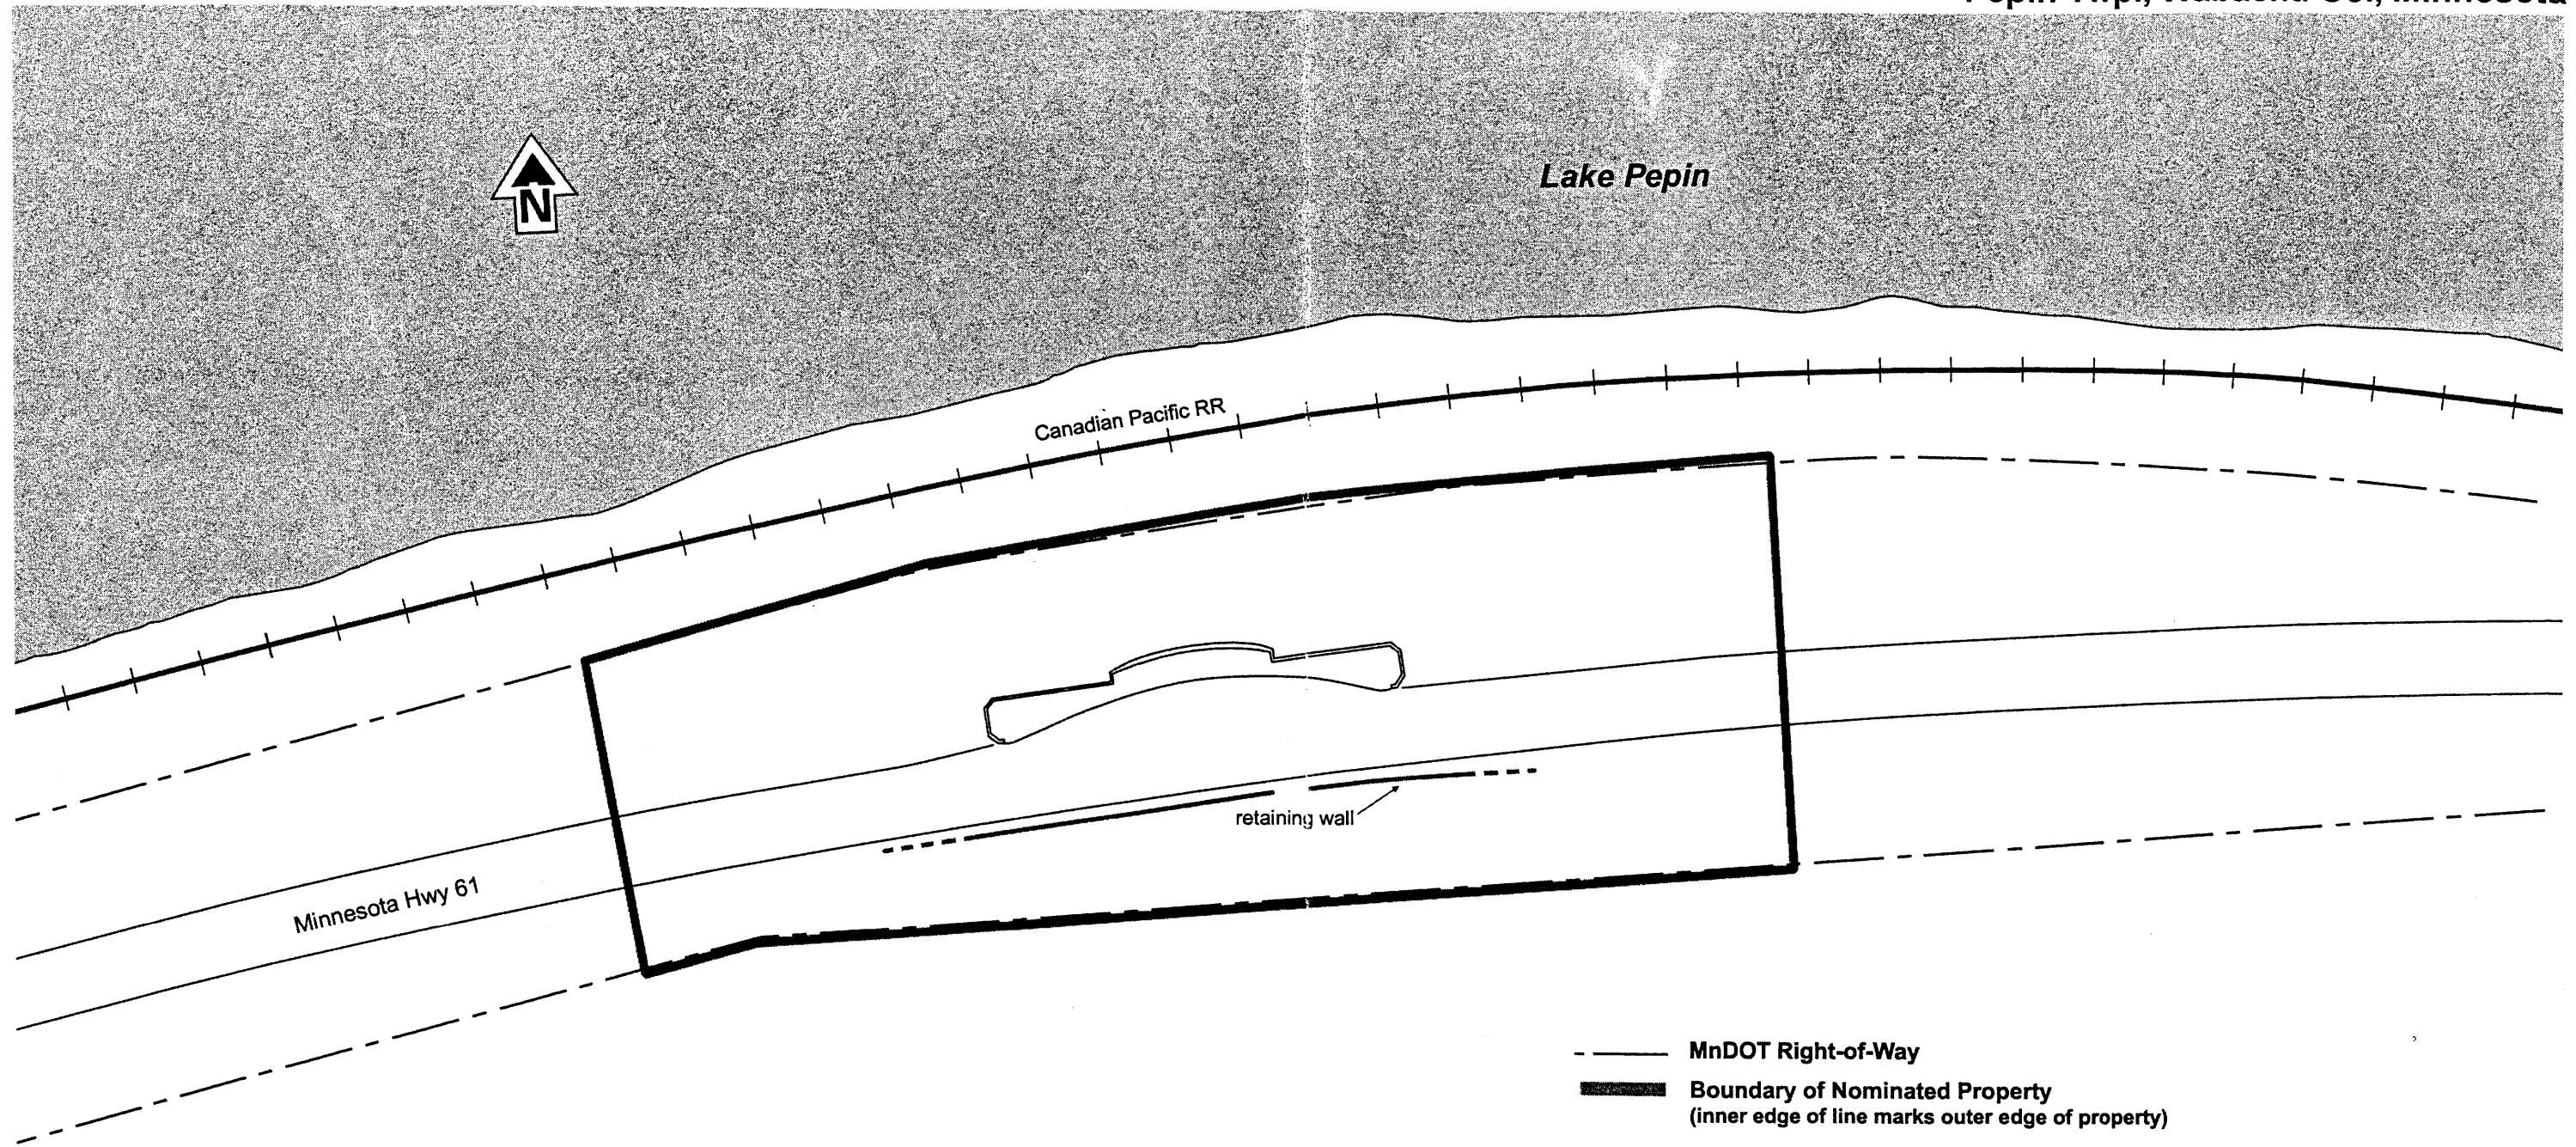 Lake Pepin
N
Canadian Pacific RR
retaining wall
Minnesota Hwy 61
MnDOT Right-of-Way
Boundary of Nominated Property
(inner edge of line marks outer edge of property)